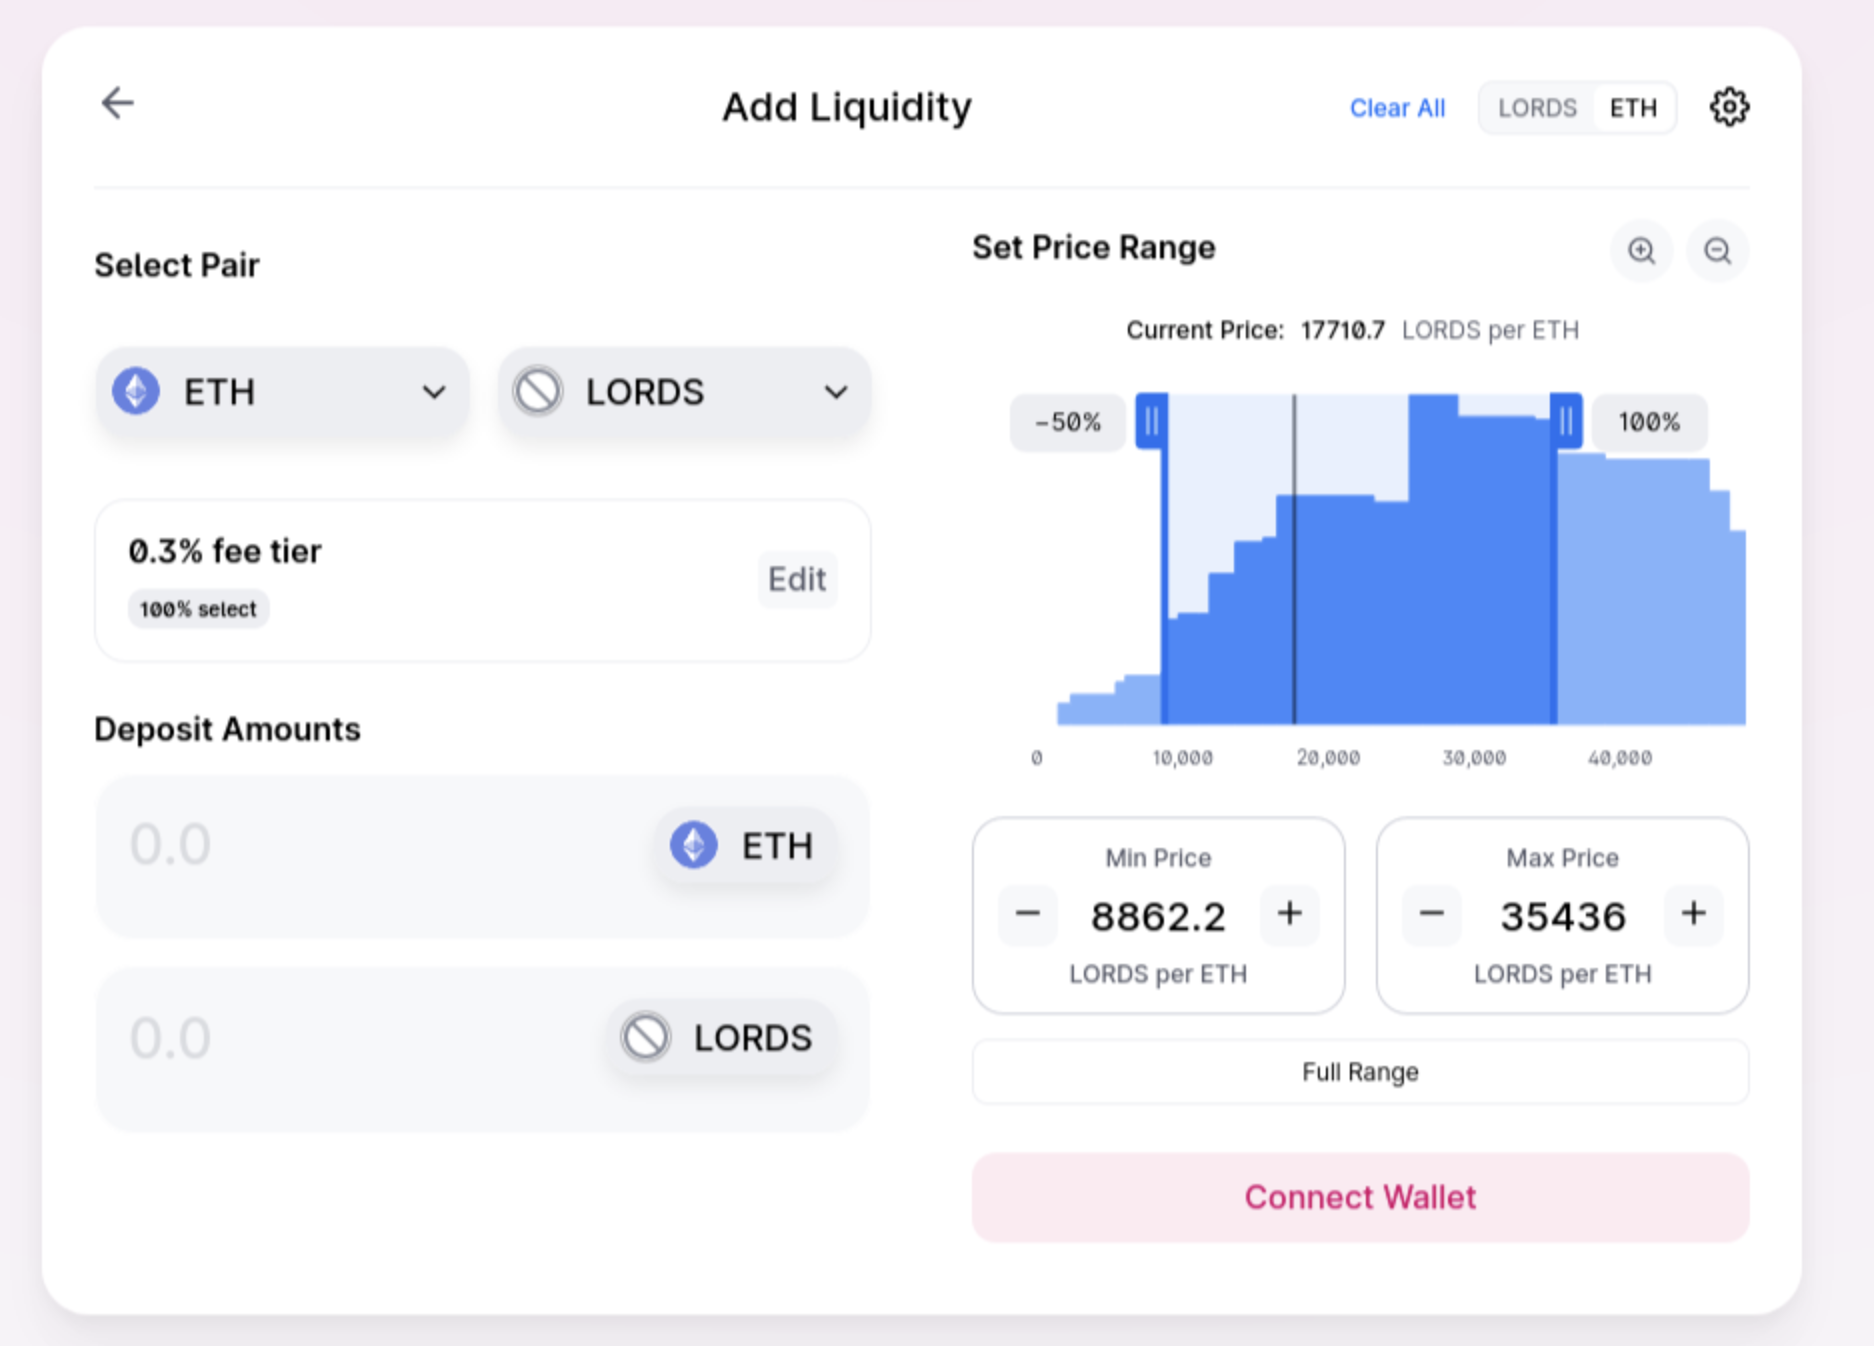 Add Liquidity
Clear All
LORDS ETH
Select Pair
ETH
LORDS
0.3% fee tier
100% select
Edit
Deposit Amounts
0.0
ETH
0.0
LORDS
Set Price Range
Current Price: 17710.7 LORDS per ETH
-50%
100%
0 10,000 20,000 30,000 40,000
Min Price
− 8862.2 +
LORDS per ETH
Max Price
− 35436 +
LORDS per ETH
Full Range
Connect Wallet